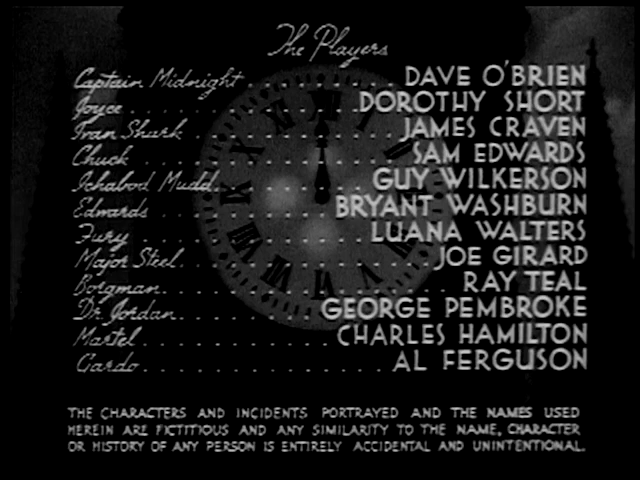 The Players
Captain Midnight . . . . . . . . . . DAVE O'BRIEN
Joyce . . . . . . . . . . . . . . . DOROTHY SHORT
Ivan Shark . . . . . . . . . . . . JAMES CRAVEN
Chuck . . . . . . . . . . . . . . . SAM EDWARDS
Ichabod Mudd. . . . . . . . . . . GUY WILKERSON
Edwards . . . . . . . . . . . . BRYANT WASHBURN
Fury . . . . . . . . . . . . . . . LUANA WALTERS
Major Steel. . . . . . . . . . . . . . JOE GIRARD
Borgman. . . . . . . . . . . . . . . . . RAY TEAL
Dr. Jordan. . . . . . . . . . GEORGE PEMBROKE
Martel . . . . . . . . . . . . CHARLES HAMILTON
Gardo. . . . . . . . . . . . . . . . AL FERGUSON
THE CHARACTERS AND INCIDENTS PORTRAYED AND THE NAMES USED
HEREIN ARE FICTITIOUS AND ANY SIMILARITY TO THE NAME, CHARACTER
OR HISTORY OF ANY PERSON IS ENTIRELY ACCIDENTAL AND UNINTENTIONAL.